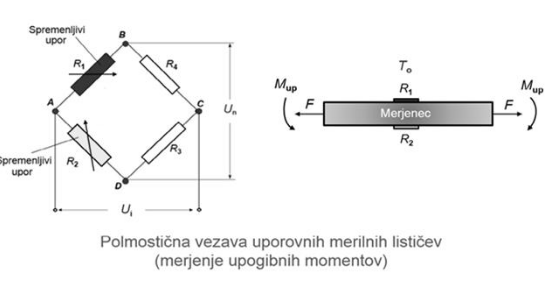 Spremenljivi
upor
B
R1
R4
A
C
Un
Spremenljivi
upor
R2
R3
D
Ui
To
Mup
R1
Mup
F
Merjenec
F
R2
Polmostična vezava uporovnih merilnih lističev
(merjenje upogibnih momentov)